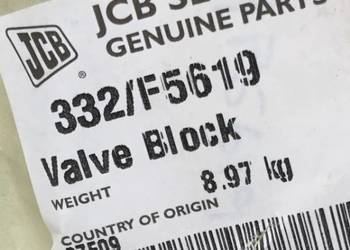 JCB
GENUINE PARTS
JCB
®
332/F5619
Valve Block
WEIGHT 8.97 kg
COUNTRY OF ORIGIN